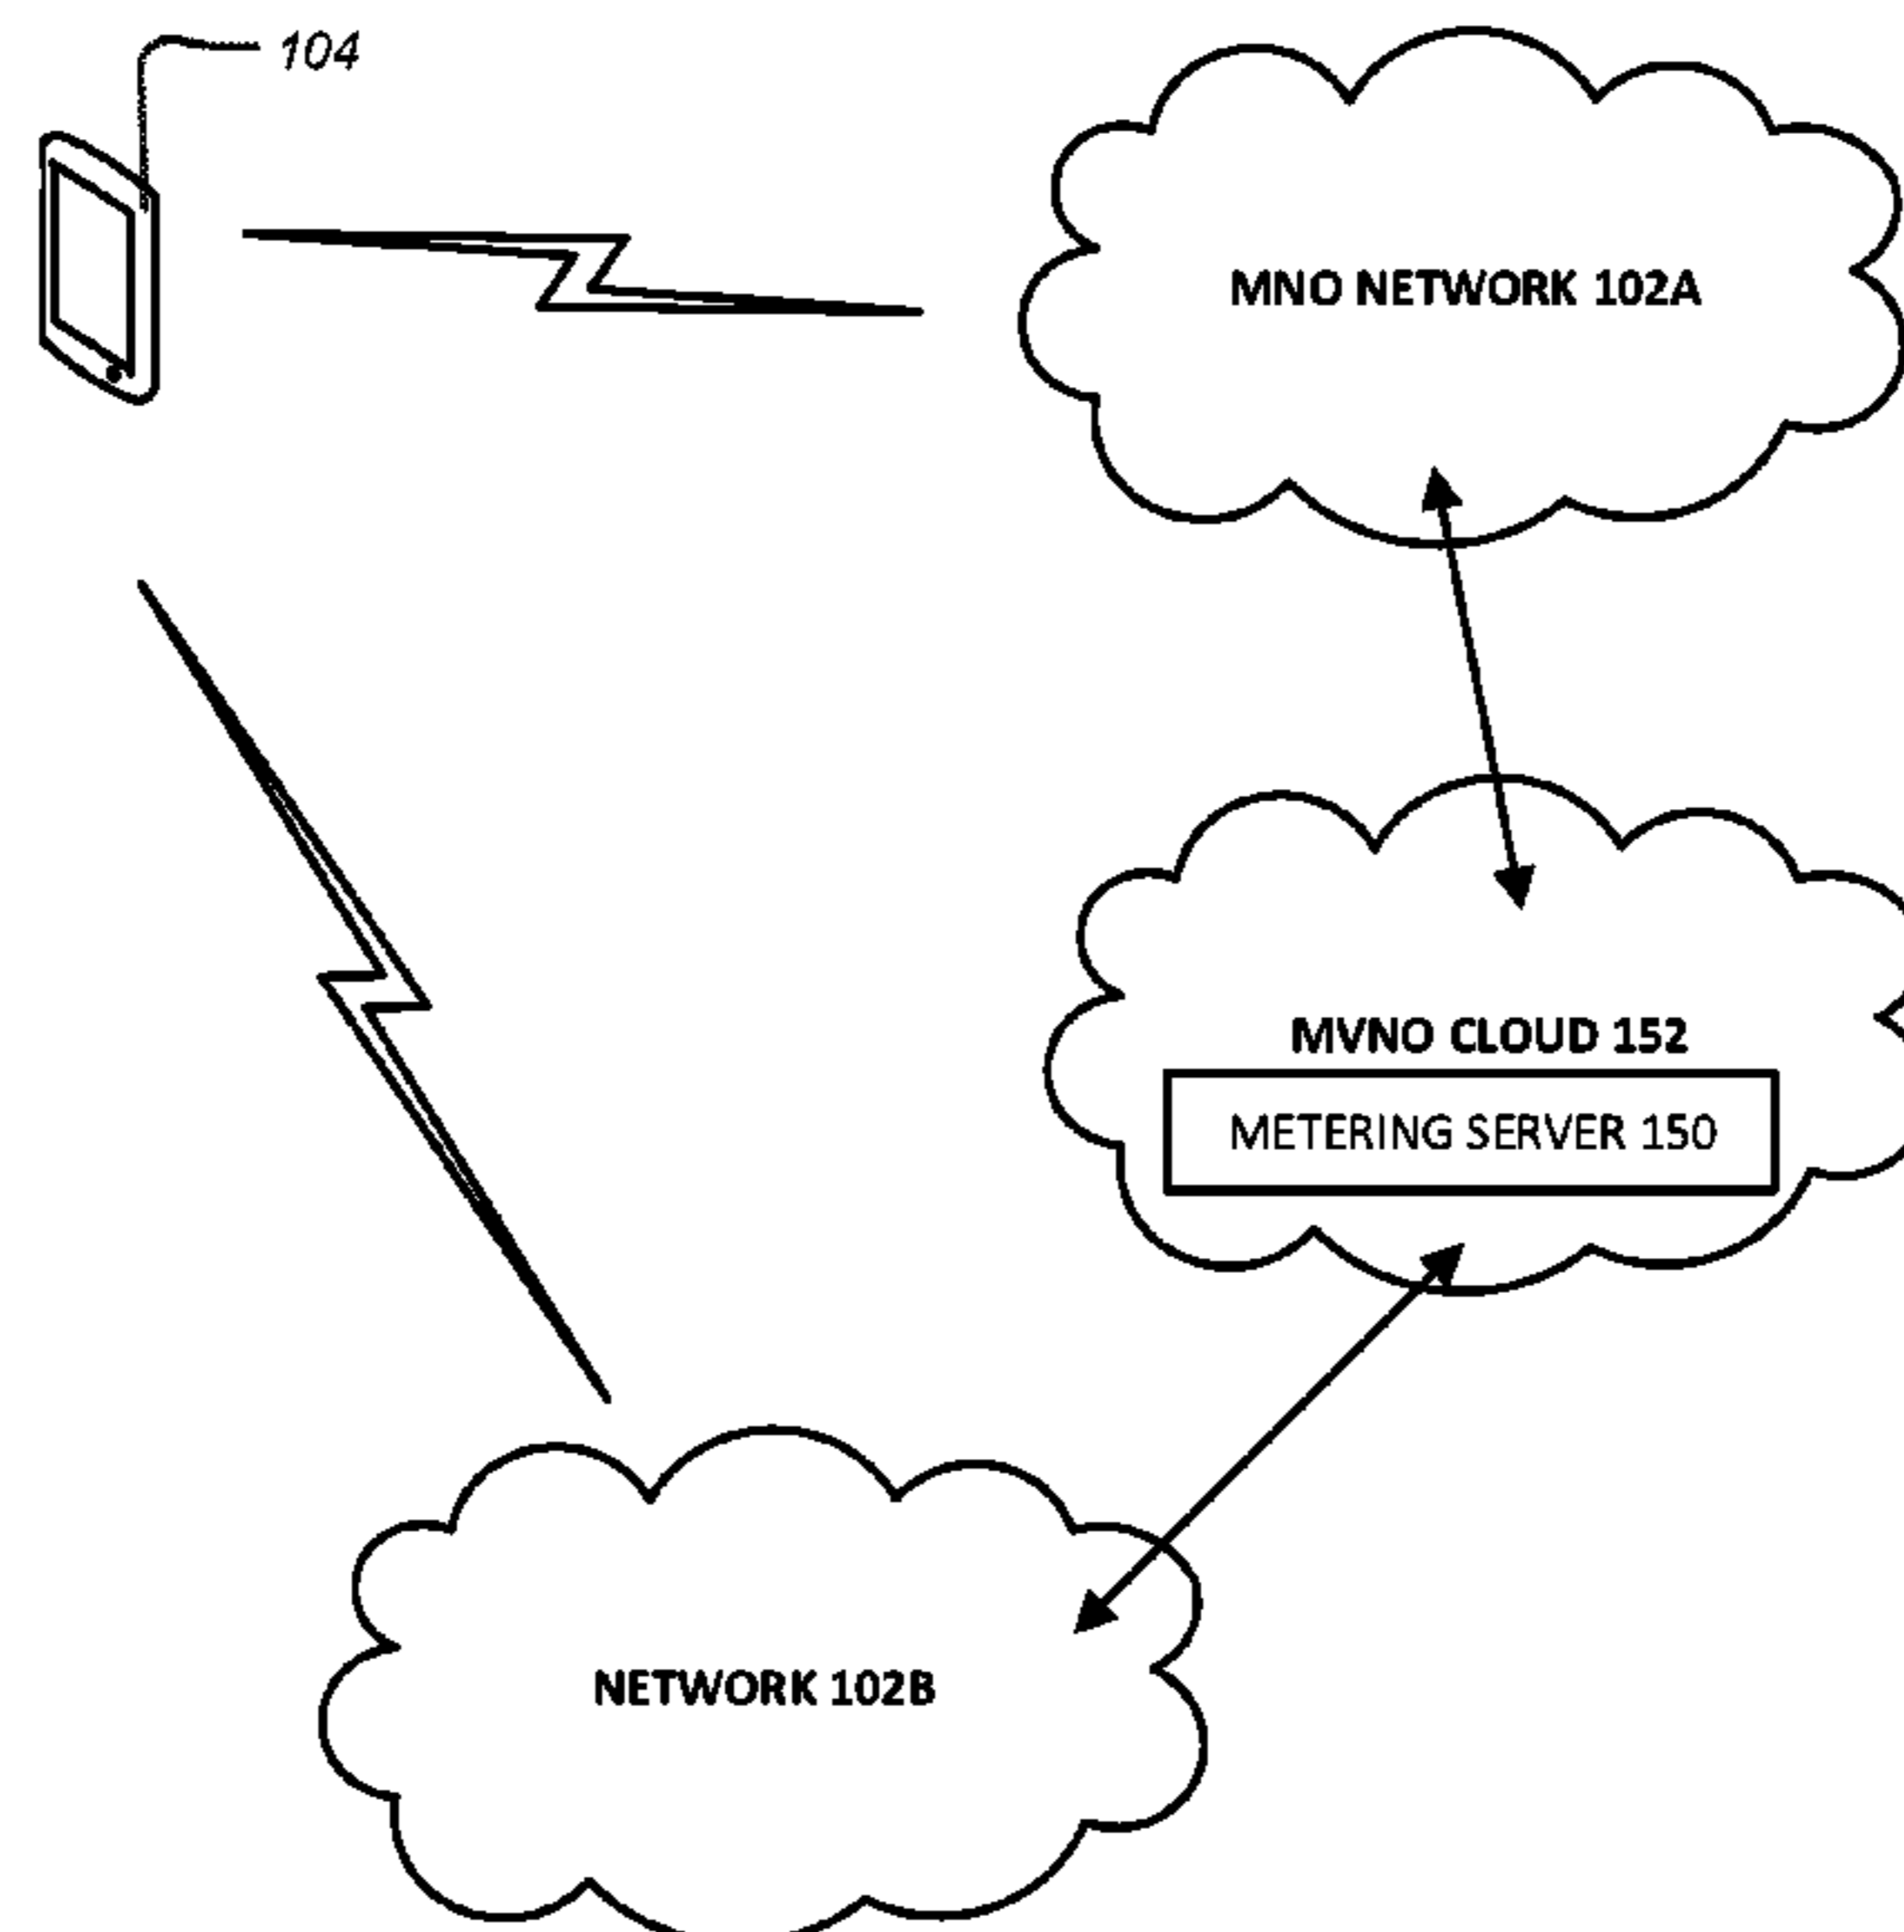 104
MNO NETWORK 102A
MVNO CLOUD 152
METERING SERVER 150
NETWORK 102B